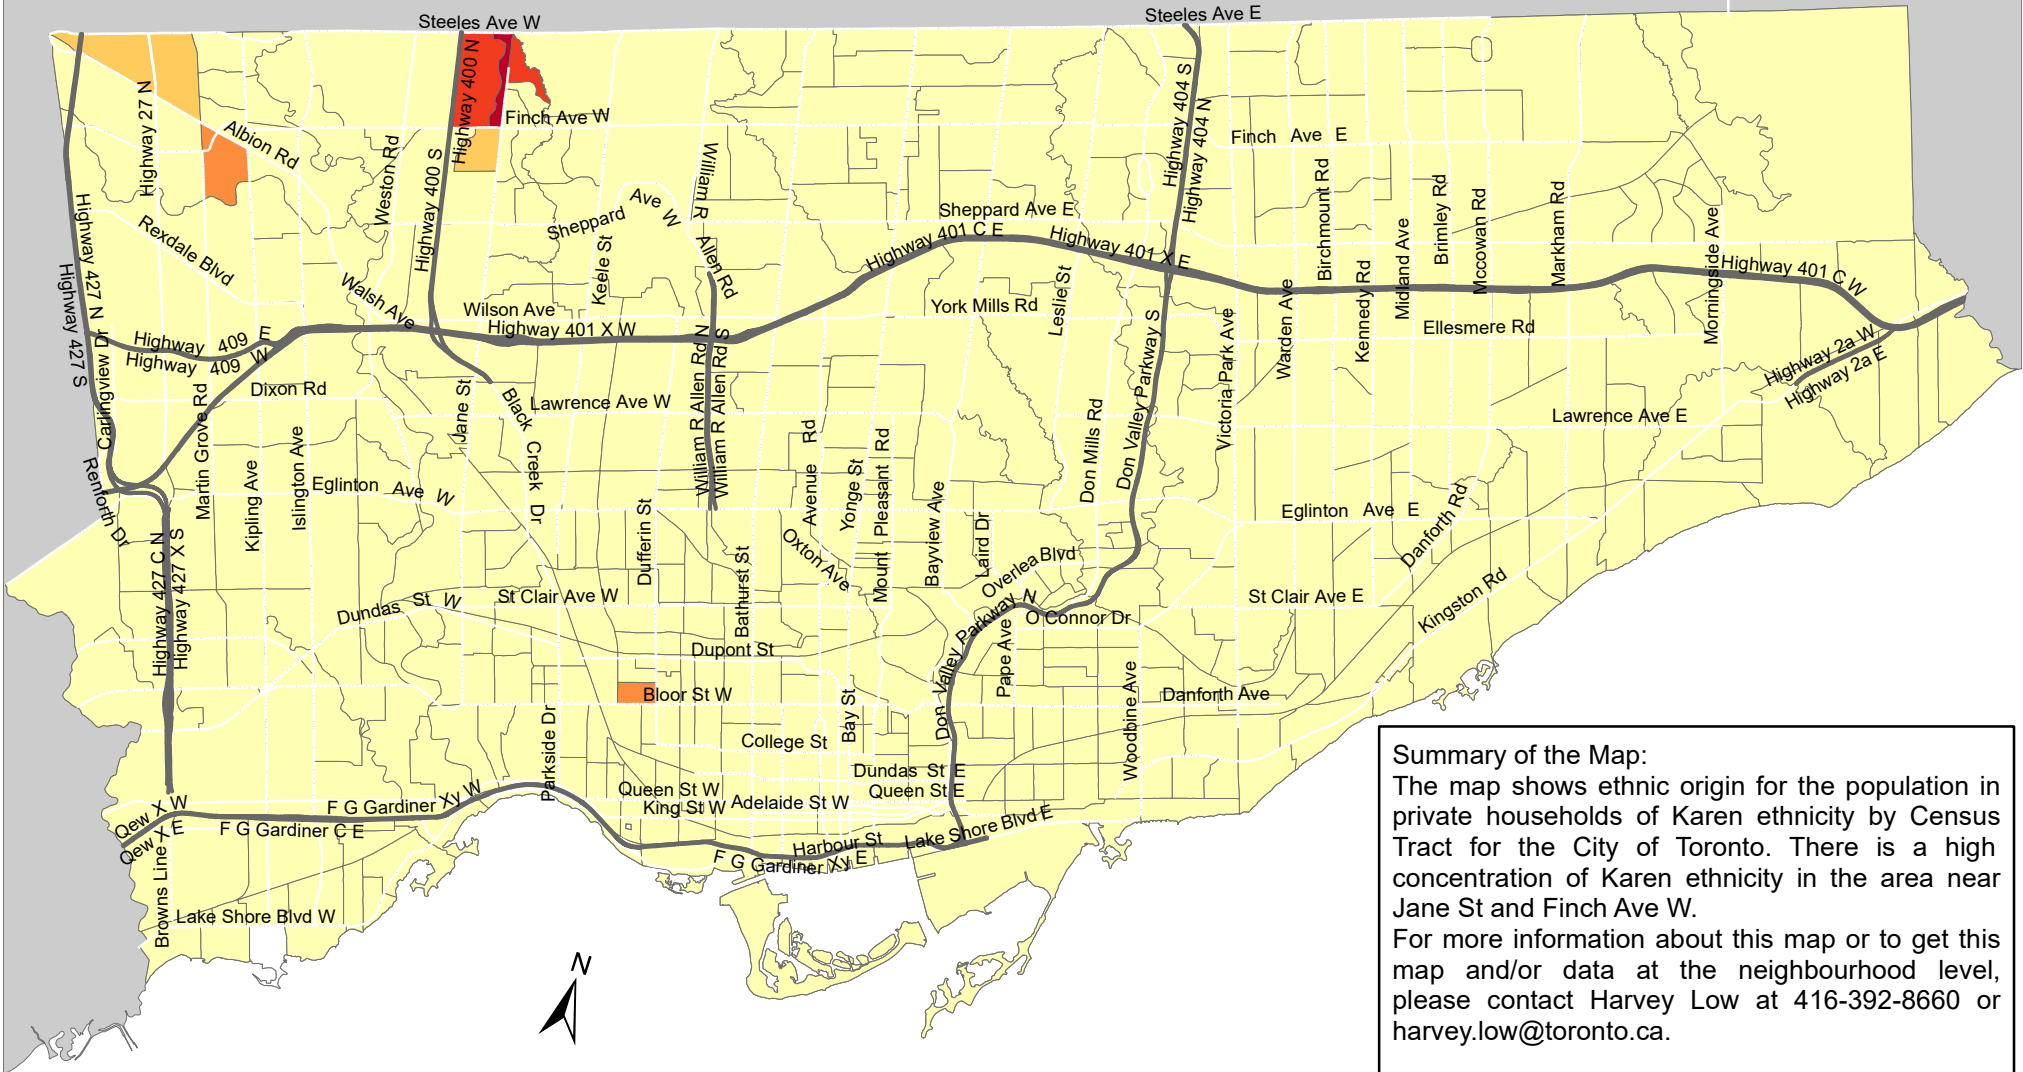 Steeles Ave W
Steeles Ave E
Highway 400 N
Highway 404 S
Highway 404 N
Highway 27 N
Albion Rd
Finch Ave W
Finch Ave E
Weston Rd
Highway 400 S
William R Allen Rd
Birchmount Rd
Brimley Rd
Mccowan Rd
Markham Rd
Midland Ave
Morningside Ave
Highway 427 N
Rexdale Blvd
Sheppard Ave W
Sheppard Ave E
Keele St
Highway 401 C E
Highway 401 X E
Highway 401 C W
Highway 427 S
Walsh Ave
Wilson Ave
Highway 401 X W
York Mills Rd
Leslie St
Warden Ave
Kennedy Rd
Ellesmere Rd
Victoria Park Ave
Highway 409 E
Highway 409 W
Highway 2a W
Highway 2a E
Carlingview Dr
Martin Grove Rd
Dixon Rd
Jane St
Black Creek Dr
Lawrence Ave W
William R Allen Rd N
William R Allen Rd S
Lawrence Ave E
Don Valley Parkway S
Don Mills Rd
Renforth Dr
Kipling Ave
Islington Ave
Eglinton Ave W
Avenue Rd
Yonge St
Mount Pleasant Rd
Bayview Ave
Laird Dr
Eglinton Ave E
Danforth Rd
Highway 427 C N
Highway 427 X S
Dufferin St
Bathurst St
Oxton Ave
Overlea Blvd
Dundas St W
St Clair Ave W
St Clair Ave E
Kingston Rd
O Connor Dr
Don Valley Parkway N
Pape Ave
Dupont St
Bloor St W
Danforth Ave
Woodbine Ave
Bay St
Parkside Dr
College St
Dundas St E
Queen St W
Queen St E
King St W
Adelaide St W
Qew X W
Qew X E
F G Gardiner Xy W
F G Gardiner C E
Harbour St
Lake Shore Blvd E
F G Gardiner Xy E
Browns Line
Lake Shore Blvd W
N
Summary of the Map:
The map shows ethnic origin for the population in
private households of Karen ethnicity by Census
Tract for the City of Toronto. There is a high
concentration of Karen ethnicity in the area near
Jane St and Finch Ave W.
For more information about this map or to get this
map and/or data at the neighbourhood level,
please contact Harvey Low at 416-392-8660 or
harvey.low@toronto.ca.